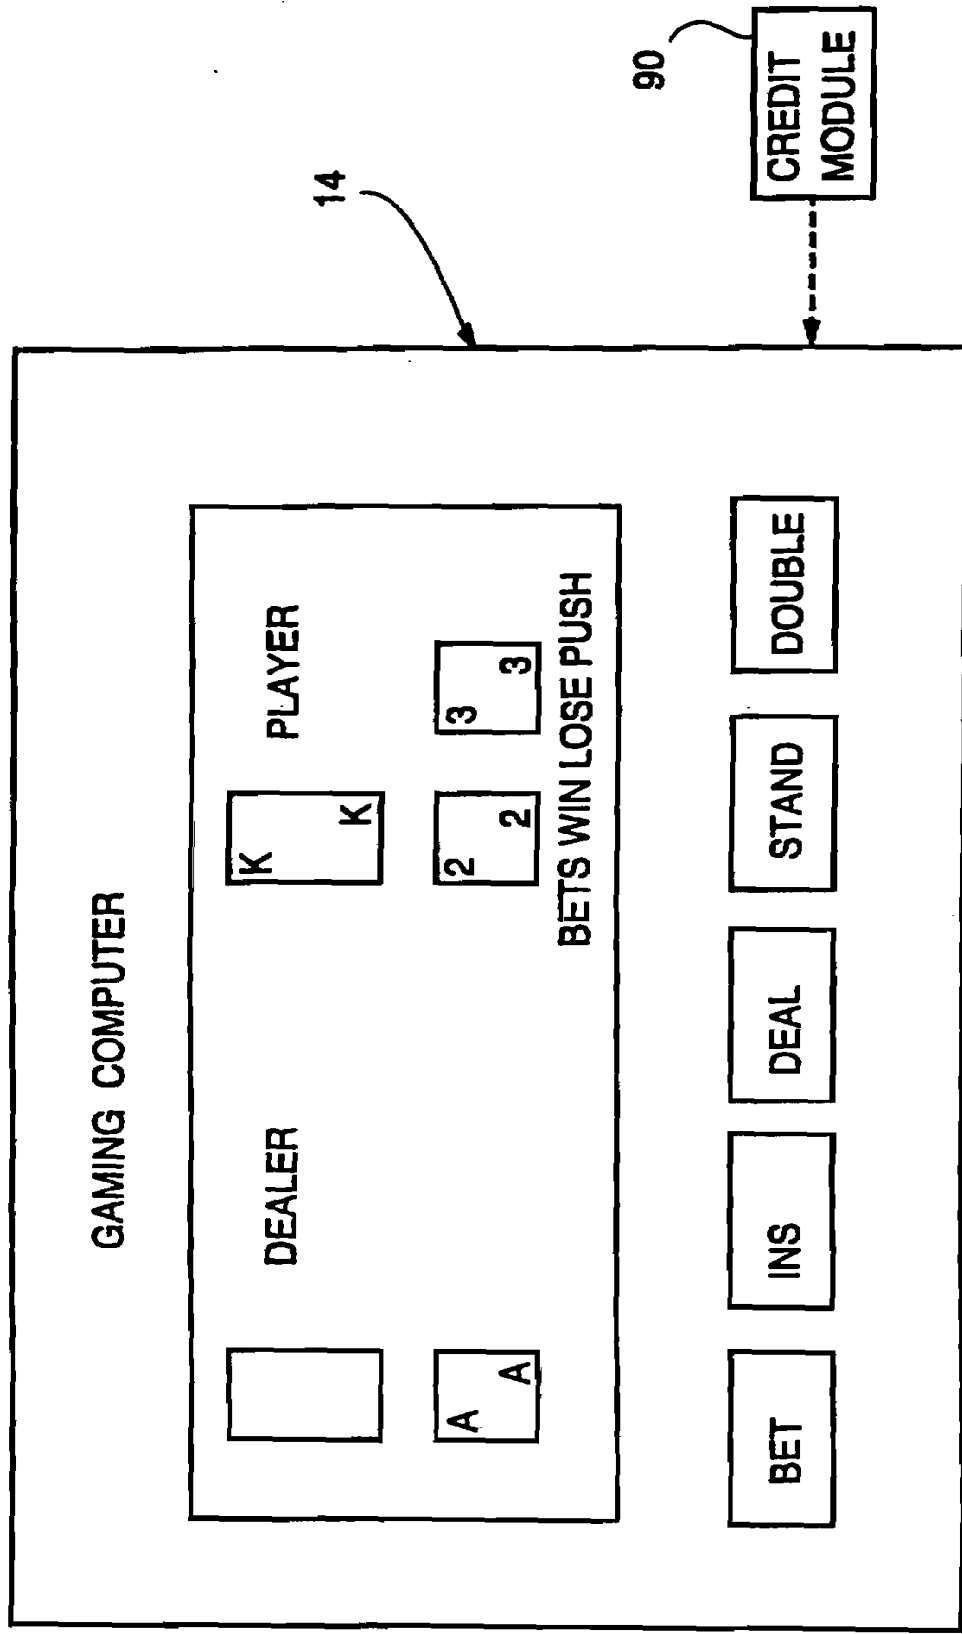 GAMING COMPUTER
DEALER PLAYER
K
K
A
A
2
2
3
3
BETS WIN LOSE PUSH
BET
INS
DEAL
STAND
DOUBLE
14
90
CREDIT
MODULE